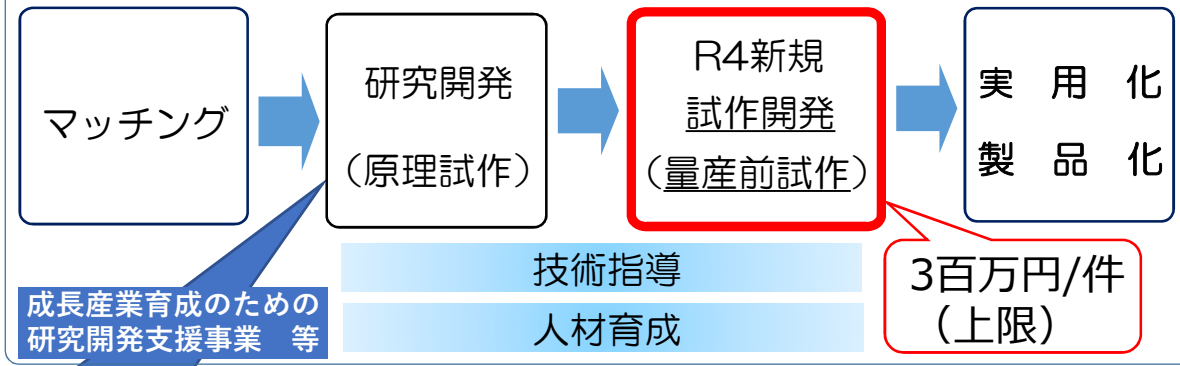 マッチング
研究開発
（原理試作）
R4新規
試作開発
（量産前試作）
実　用　化
製　品　化
技術指導
人材育成
成長産業育成のための
研究開発支援事業　等
3百万円/件
（上限）